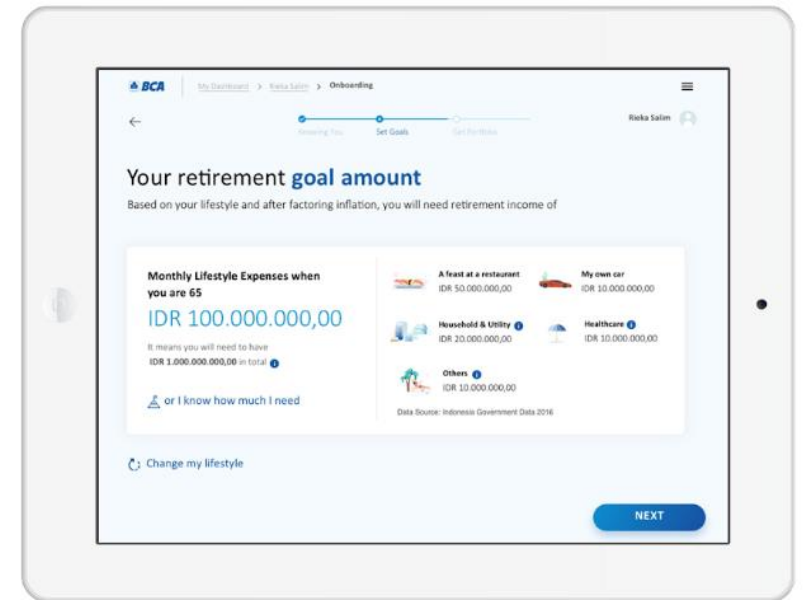 BCA
My Dashboard > Rieka Salim > Onboarding
Rieka Salim
Knowing You
Set Goals
Get Portfolio
Your retirement goal amount
Based on your lifestyle and after factoring inflation, you will need retirement income of
Monthly Lifestyle Expenses when
you are 65
IDR 100.000.000,00
It means you will need to have
IDR 1.000.000.000,00 in total
or I know how much I need
A feast at a restaurant
IDR 50.000.000,00
My own car
IDR 10.000.000,00
Household & Utility
IDR 20.000.000,00
Healthcare
IDR 10.000.000,00
Others
IDR 10.000.000,00
Data Source: Indonesia Government Data 2016
Change my lifestyle
NEXT